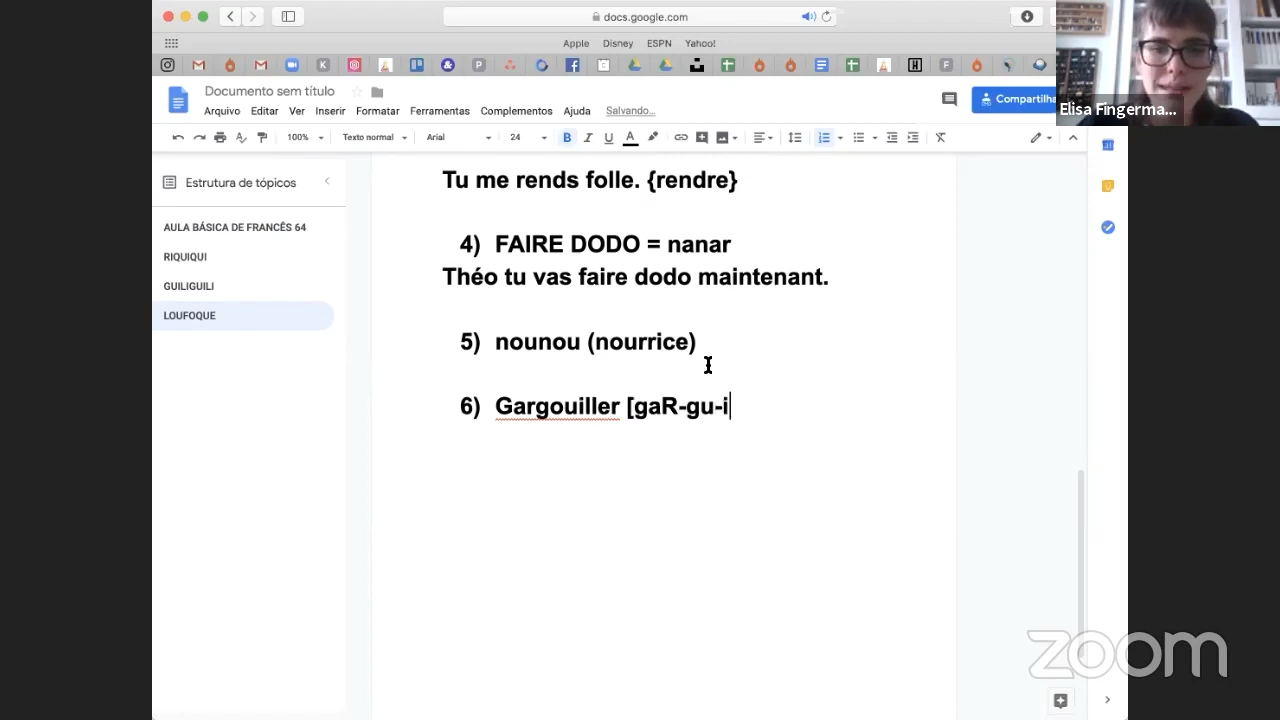 docs.google.com
Apple Disney ESPN Yahoo!
Documento sem título
Arquivo Editar Ver Inserir Formatar Ferramentas Complementos Ajuda Salvando...
Compartilha
Elisa Fingerma...
100% Texto normal Arial 24 B I U A
Estrutura de tópicos
AULA BÁSICA DE FRANCÊS 64
RIQUIQUI
GUILIGUILI
LOUFOQUE
Tu me rends folle. {rendre}
4) FAIRE DODO = nanar
Théo tu vas faire dodo maintenant.
5) nounou (nourrice)
6) Gargouiller [gaR-gu-i
zoom